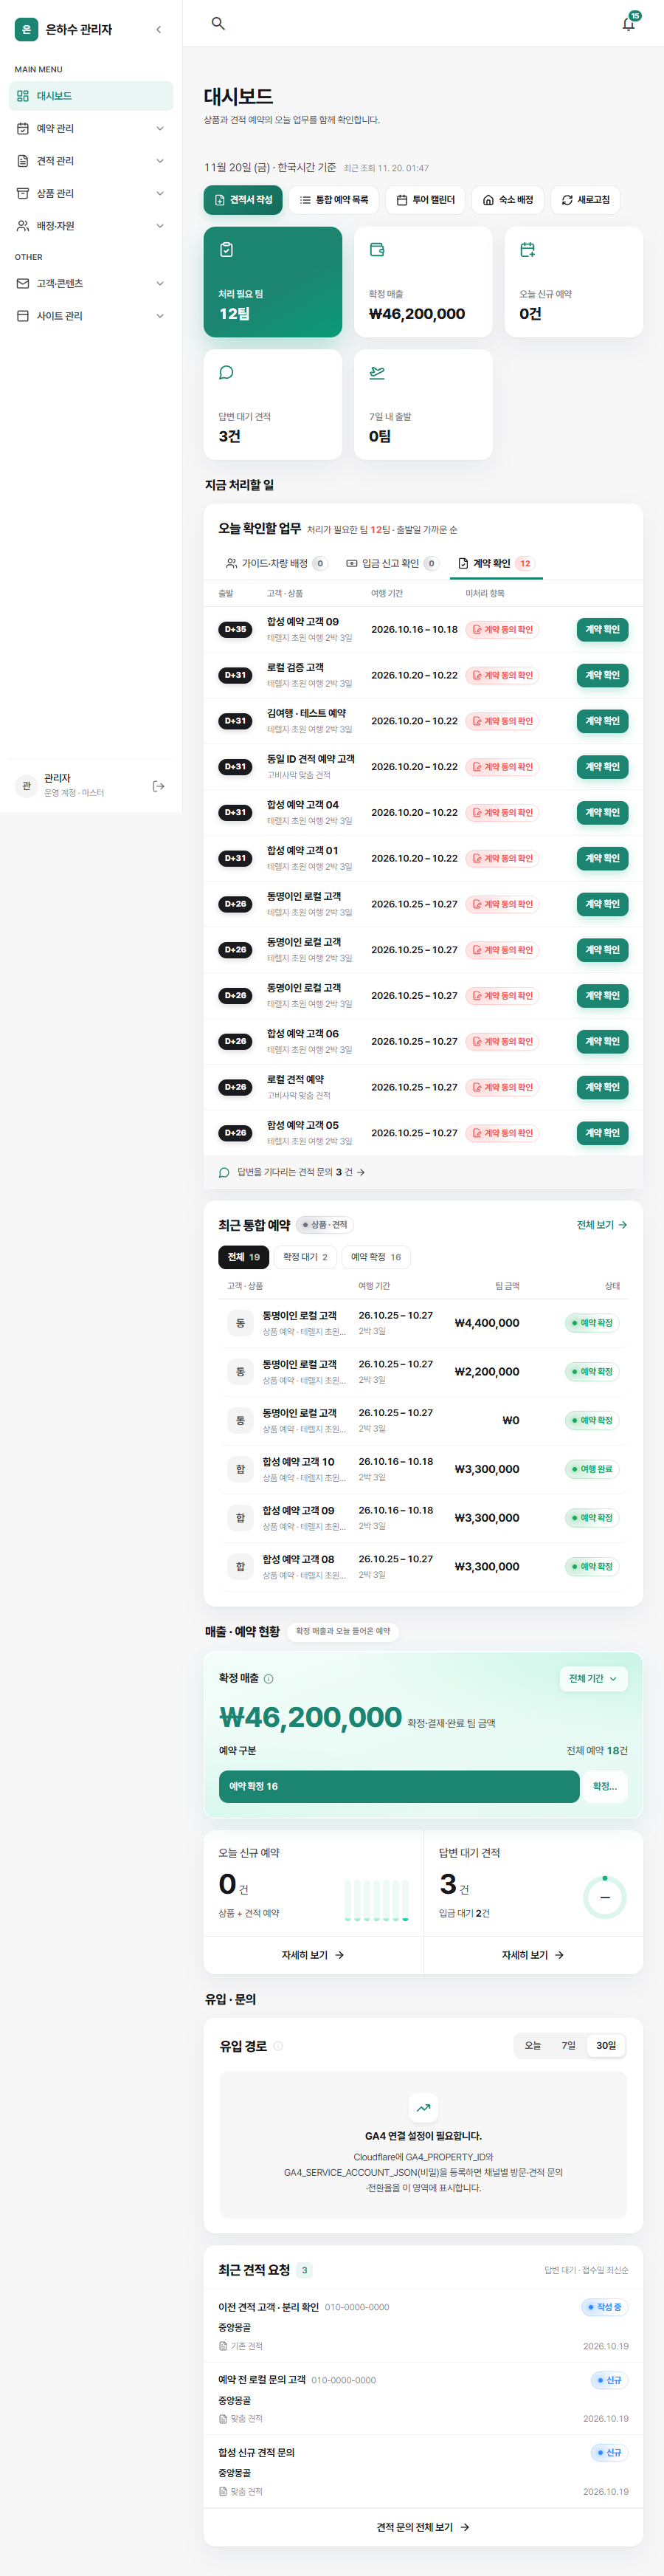 온 은하수 관리자
MAIN MENU
대시보드
예약 관리
견적 관리
상품 관리
배정·자원
OTHER
고객·콘텐츠
사이트 관리
관 관리자
운영 계정 · 마스터
15
대시보드
상품과 견적 예약의 오늘 업무를 함께 확인합니다.
11월 20일 (금) · 한국시간 기준 최근 조회 11. 20. 01:47
견적서 작성 통합 예약 목록 투어 캘린더 숙소 배정 새로고침
처리 필요 팀
12팀
확정 매출
₩46,200,000
오늘 신규 예약
0건
답변 대기 견적
3건
7일 내 출발
0팀
지금 처리할 일
오늘 확인할 업무 처리가 필요한 팀 12팀 · 출발일 가까운 순
가이드·차량 배정 0 입금 신고 확인 0 계약 확인 12
출발 고객 · 상품 여행 기간 미처리 항목
D+35 합성 예약 고객 09 2026.10.16 – 10.18 계약 동의 확인 계약 확인
테렐지 초원 여행 2박 3일
D+31 로컬 검증 고객 2026.10.20 – 10.22 계약 동의 확인 계약 확인
테렐지 초원 여행 2박 3일
D+31 김여행 · 테스트 예약 2026.10.20 – 10.22 계약 동의 확인 계약 확인
테렐지 초원 여행 2박 3일
D+31 동일 ID 견적 예약 고객 2026.10.20 – 10.22 계약 동의 확인 계약 확인
고비사막 맞춤 견적
D+31 합성 예약 고객 04 2026.10.20 – 10.22 계약 동의 확인 계약 확인
테렐지 초원 여행 2박 3일
D+31 합성 예약 고객 01 2026.10.20 – 10.22 계약 동의 확인 계약 확인
테렐지 초원 여행 2박 3일
D+26 동명이인 로컬 고객 2026.10.25 – 10.27 계약 동의 확인 계약 확인
테렐지 초원 여행 2박 3일
D+26 동명이인 로컬 고객 2026.10.25 – 10.27 계약 동의 확인 계약 확인
테렐지 초원 여행 2박 3일
D+26 동명이인 로컬 고객 2026.10.25 – 10.27 계약 동의 확인 계약 확인
테렐지 초원 여행 2박 3일
D+26 합성 예약 고객 06 2026.10.25 – 10.27 계약 동의 확인 계약 확인
테렐지 초원 여행 2박 3일
D+26 로컬 견적 예약 2026.10.25 – 10.27 계약 동의 확인 계약 확인
고비사막 맞춤 견적
D+26 합성 예약 고객 05 2026.10.25 – 10.27 계약 동의 확인 계약 확인
테렐지 초원 여행 2박 3일
답변을 기다리는 견적 문의 3 건 →
최근 통합 예약 상품 · 견적 전체 보기 →
전체 19 확정 대기 2 예약 확정 16
고객 · 상품 여행 기간 팀 금액 상태
동 동명이인 로컬 고객 26.10.25 – 10.27 ₩4,400,000 예약 확정
상품 예약 · 테렐지 초원... 2박 3일
동 동명이인 로컬 고객 26.10.25 – 10.27 ₩2,200,000 예약 확정
상품 예약 · 테렐지 초원... 2박 3일
동 동명이인 로컬 고객 26.10.25 – 10.27 ₩0 예약 확정
상품 예약 · 테렐지 초원... 2박 3일
합 합성 예약 고객 10 26.10.16 – 10.18 ₩3,300,000 여행 완료
상품 예약 · 테렐지 초원... 2박 3일
합 합성 예약 고객 09 26.10.16 – 10.18 ₩3,300,000 예약 확정
상품 예약 · 테렐지 초원... 2박 3일
합 합성 예약 고객 08 26.10.25 – 10.27 ₩3,300,000 예약 확정
상품 예약 · 테렐지 초원... 2박 3일
매출 · 예약 현황 확정 매출과 오늘 들어온 예약
확정 매출 전체 기간
₩46,200,000 확정·결제·완료 팀 금액
예약 구분 전체 예약 18건
예약 확정 16 확정...
오늘 신규 예약
0 건
상품 + 견적 예약
자세히 보기 →
답변 대기 견적
3 건
입금 대기 2건
자세히 보기 →
유입 · 문의
유입 경로 오늘 7일 30일
GA4 연결 설정이 필요합니다.
Cloudflare에 GA4_PROPERTY_ID와
GA4_SERVICE_ACCOUNT_JSON(비밀)을 등록하면 채널별 방문·견적 문의
·전환율을 이 영역에 표시합니다.
최근 견적 요청 3 답변 대기 · 접수일 최신순
이전 견적 고객 · 분리 확인 010-0000-0000 작성 중
중앙몽골
기존 견적 2026.10.19
예약 전 로컬 문의 고객 010-0000-0000 신규
중앙몽골
맞춤 견적 2026.10.19
합성 신규 견적 문의 신규
중앙몽골
맞춤 견적 2026.10.19
견적 문의 전체 보기 →